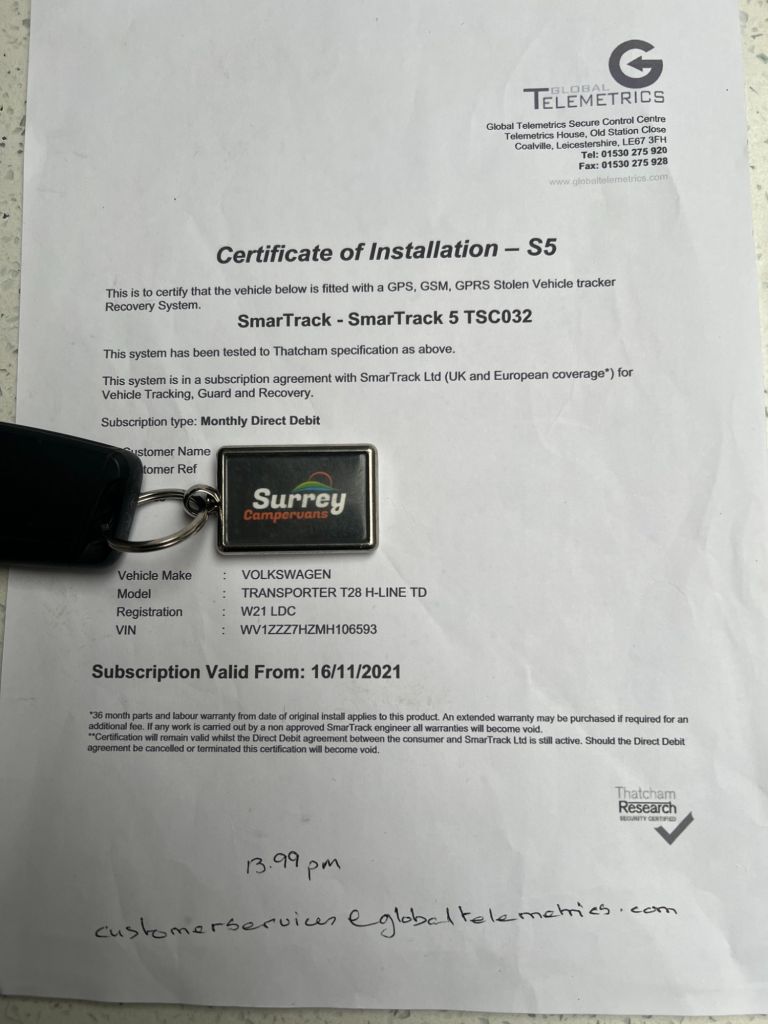 G
GLOBAL
TELEMETRICS
Global Telemetrics Secure Control Centre
Telemetrics House, Old Station Close
Coalville, Leicestershire, LE67 3FH
Tel: 01530 275 920
Fax: 01530 275 928
www.globaltelemetrics.com
Certificate of Installation – S5
This is to certify that the vehicle below is fitted with a GPS, GSM, GPRS Stolen Vehicle tracker
Recovery System.
SmarTrack - SmarTrack 5 TSC032
This system has been tested to Thatcham specification as above.
This system is in a subscription agreement with SmarTrack Ltd (UK and European coverage*) for
Vehicle Tracking, Guard and Recovery.
Subscription type: Monthly Direct Debit
ustomer Name
tomer Ref
Surrey
Campervans
Vehicle Make : VOLKSWAGEN
Model : TRANSPORTER T28 H-LINE TD
Registration : W21 LDC
VIN : WV1ZZZ7HZMH106593
Subscription Valid From: 16/11/2021
*36 month parts and labour warranty from date of original install applies to this product. An extended warranty may be purchased if required for an
additional fee. If any work is carried out by a non approved SmarTrack engineer all warranties will become void.
**Certification will remain valid whilst the Direct Debit agreement between the consumer and SmarTrack Ltd is still active. Should the Direct Debit
agreement be cancelled or terminated this certification will become void.
Thatcham
Research
SECURITY CERTIFIED
13.99 pm
customerservices@globaltelemetrics.com